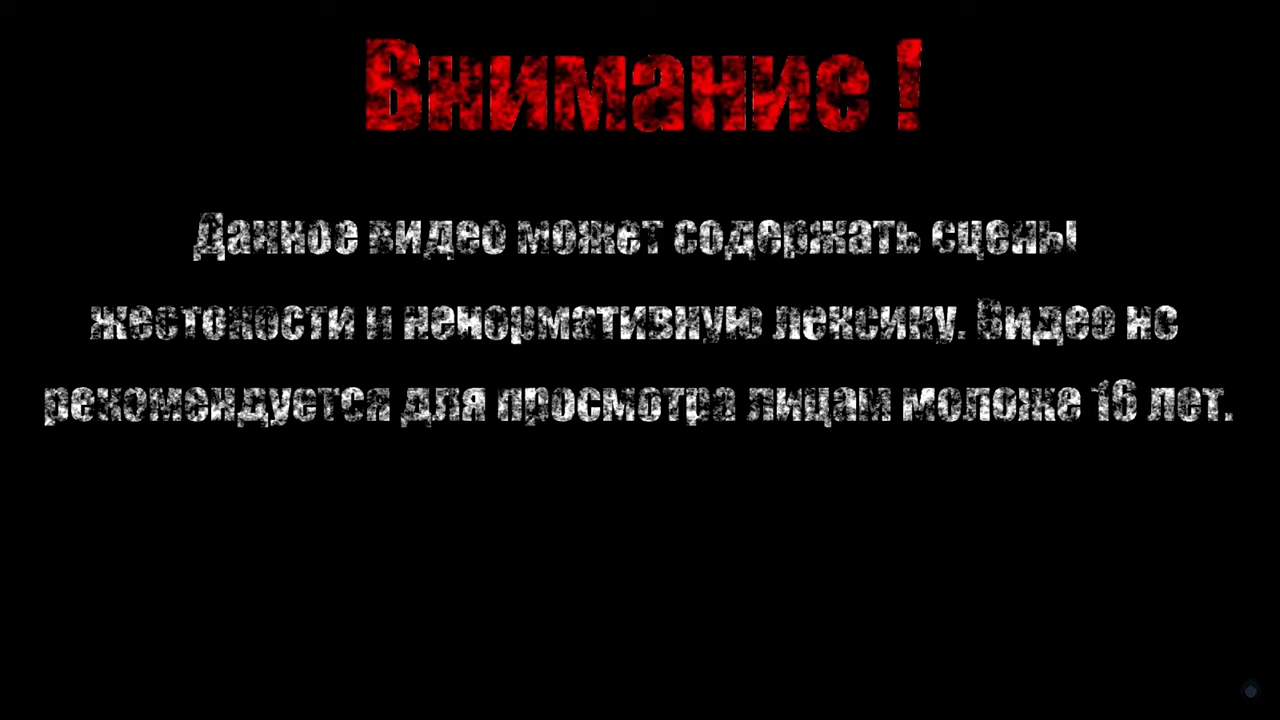 Внимание !
Данное видео может содержать сцены
жестокости и ненормативную лексику. Видео не
рекомендуется для просмотра лицам моложе 16 лет.